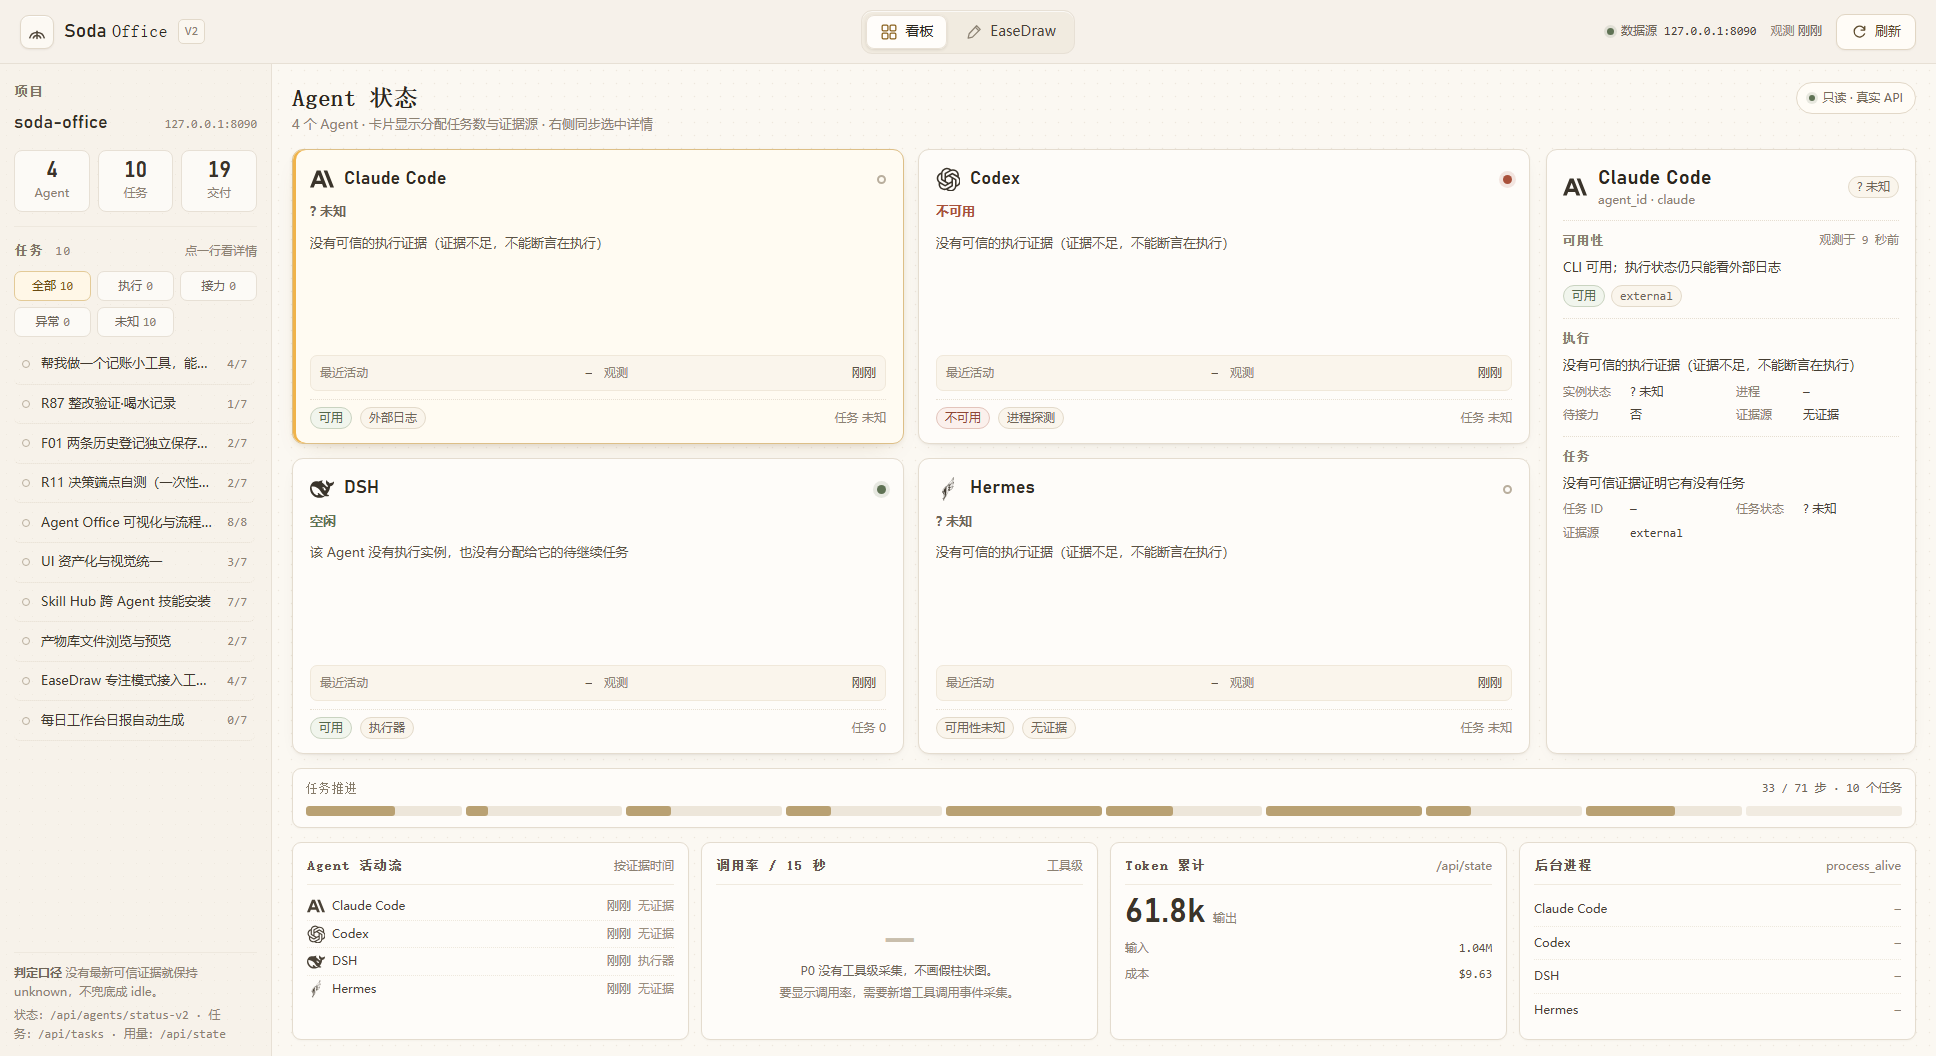 Soda Office V2
看板
EaseDraw
数据源 127.0.0.1:8090 观测 刚刚
刷新
项目
soda-office 127.0.0.1:8090
4 10 19
Agent 任务 交付
任务 10 点一行看详情
全部 10 执行 0 接力 0
异常 0 未知 10
帮我做一个记账小工具，能... 4/7
R87 整改验证·喝水记录 1/7
F01 两条历史登记独立保存... 2/7
R11 决策端点自测（一次性... 2/7
Agent Office 可视化与流程... 8/8
UI 资产化与视觉统一 3/7
Skill Hub 跨 Agent 技能安装 7/7
产物库文件浏览与预览 2/7
EaseDraw 专注模式接入工... 4/7
每日工作台日报自动生成 0/7
判定口径 没有最新可信证据就保持
unknown，不兜底成 idle。
状态: /api/agents/status-v2 · 任
务: /api/tasks · 用量: /api/state
Agent 状态
4 个 Agent · 卡片显示分配任务数与证据源 · 右侧同步选中详情
只读 · 真实 API
Claude Code
? 未知
没有可信的执行证据（证据不足，不能断言在执行）
最近活动 — 观测 刚刚
可用 外部日志 任务 未知
Codex
不可用
没有可信的执行证据（证据不足，不能断言在执行）
最近活动 — 观测 刚刚
不可用 进程探测 任务 未知
DSH
空闲
该 Agent 没有执行实例，也没有分配给它的待继续任务
最近活动 — 观测 刚刚
可用 执行器 任务 0
Hermes
? 未知
没有可信的执行证据（证据不足，不能断言在执行）
最近活动 — 观测 刚刚
可用性未知 无证据 任务 未知
Claude Code
agent_id · claude
? 未知
可用性 观测于 9 秒前
CLI 可用；执行状态仍只能看外部日志
可用 external
执行
没有可信的执行证据（证据不足，不能断言在执行）
实例状态 ? 未知 进程 —
待接力 否 证据源 无证据
任务
没有可信证据证明它有没有任务
任务 ID — 任务状态 ? 未知
证据源 external
任务推进 33 / 71 步 · 10 个任务
Agent 活动流 按证据时间
Claude Code 刚刚 无证据
Codex 刚刚 无证据
DSH 刚刚 执行器
Hermes 刚刚 无证据
调用率 / 15 秒 工具级
—
P0 没有工具级采集，不画假柱状图。
要显示调用率，需要新增工具调用事件采集。
Token 累计 /api/state
61.8k 输出
输入 1.04M
成本 $9.63
后台进程 process_alive
Claude Code —
Codex —
DSH —
Hermes —